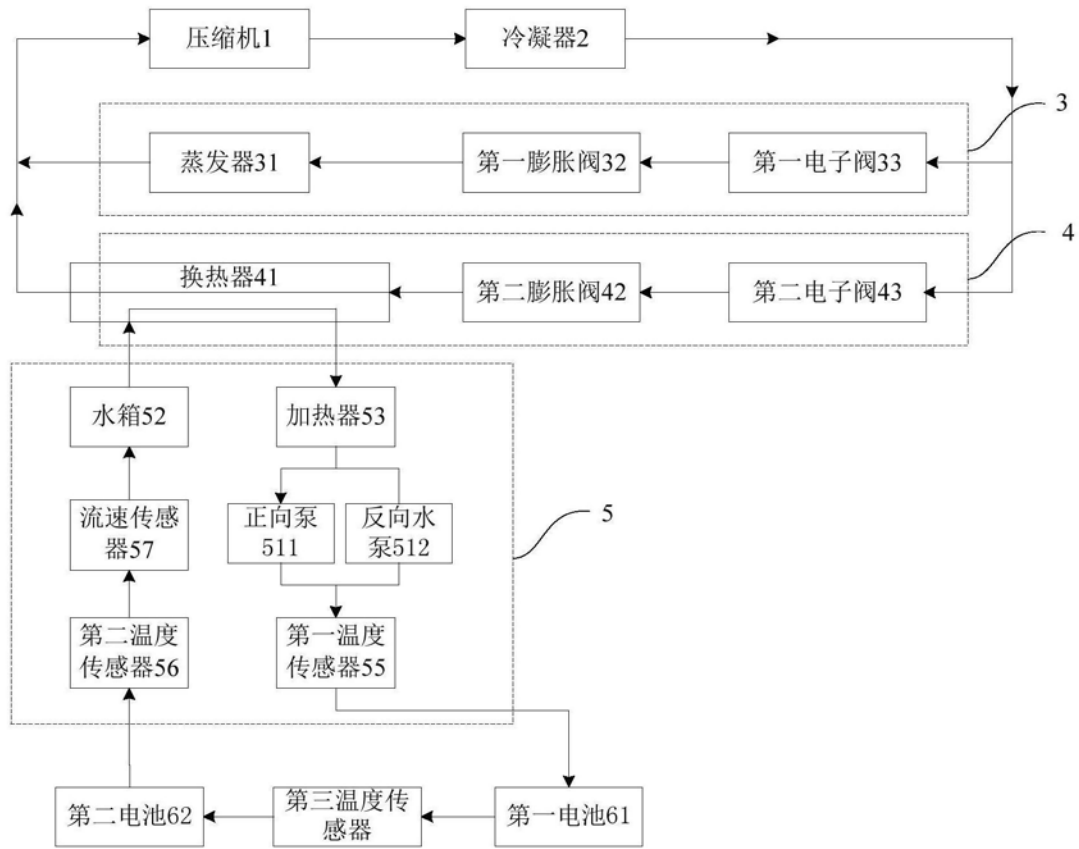 压缩机1
冷凝器2
3
蒸发器31
第一膨胀阀32
第一电子阀33
4
换热器41
第二膨胀阀42
第二电子阀43
水箱52
加热器53
流速传感
器57
正向泵
511
反向水
泵512
5
第二温度
传感器56
第一温度
传感器55
第二电池62
第三温度传
感器
第一电池61